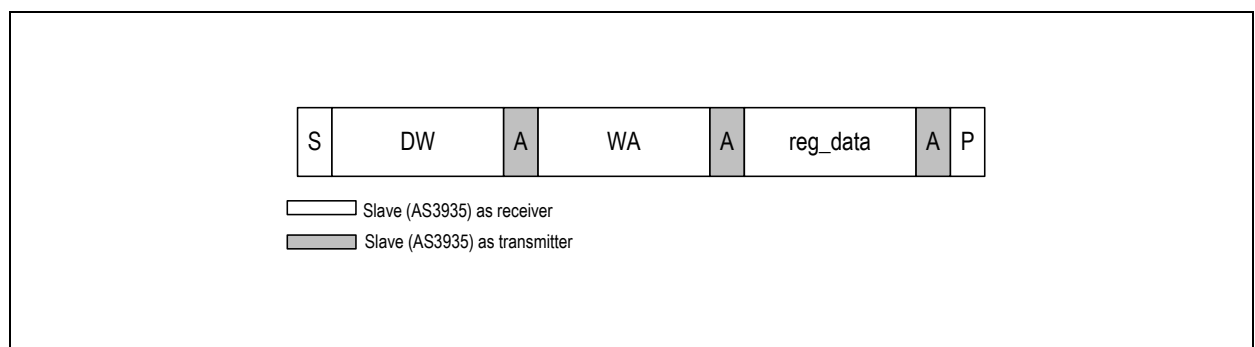 S DW A WA A reg_data A P
Slave (AS3935) as receiver
Slave (AS3935) as transmitter